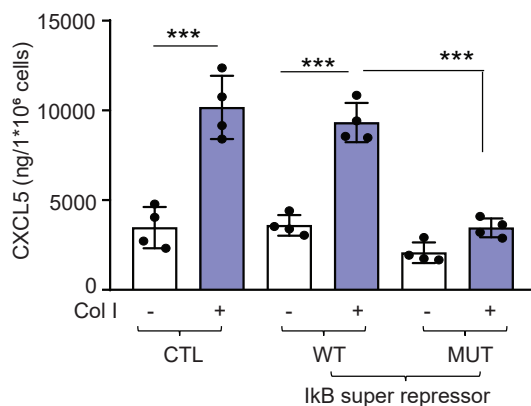 *** *** ***
CXCL5 (ng/1*10⁶ cells)
15000
10000
5000
0
Col I - + - + - +
CTL WT MUT
IkB super repressor